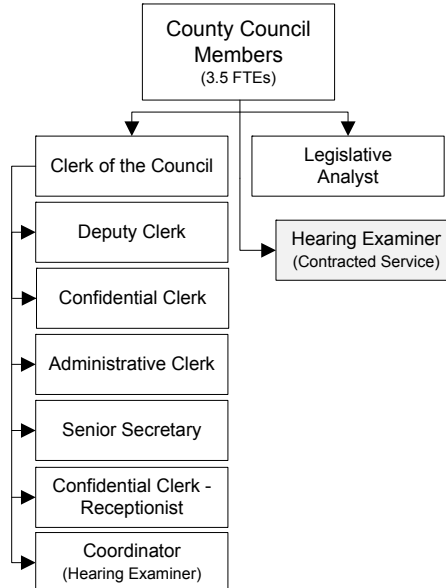 County Council
Members
(3.5 FTEs)
Clerk of the Council
Legislative
Analyst
Deputy Clerk
Hearing Examiner
(Contracted Service)
Confidential Clerk
Administrative Clerk
Senior Secretary
Confidential Clerk -
Receptionist
Coordinator
(Hearing Examiner)